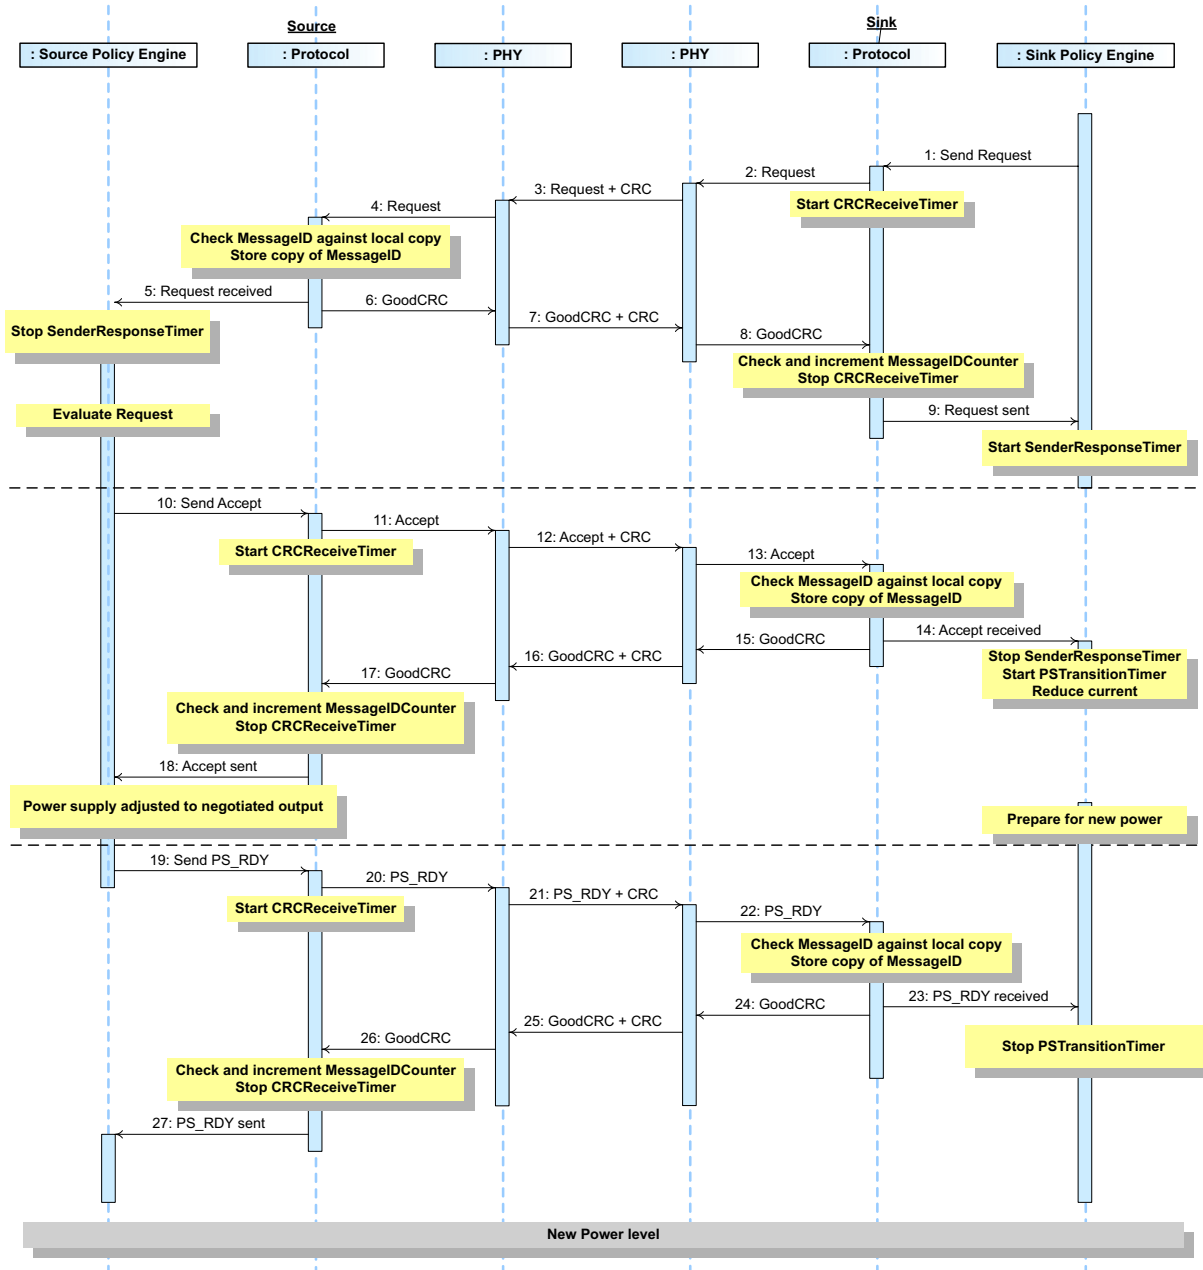 Source
Sink
: Source Policy Engine
: Protocol
: PHY
: PHY
: Protocol
: Sink Policy Engine
1: Send Request
2: Request
3: Request + CRC
Start CRCReceiveTimer
4: Request
Check MessageID against local copy
Store copy of MessageID
5: Request received
6: GoodCRC
7: GoodCRC + CRC
Stop SenderResponseTimer
8: GoodCRC
Check and increment MessageIDCounter
Stop CRCReceiveTimer
Evaluate Request
9: Request sent
Start SenderResponseTimer
10: Send Accept
11: Accept
12: Accept + CRC
Start CRCReceiveTimer
13: Accept
Check MessageID against local copy
Store copy of MessageID
14: Accept received
15: GoodCRC
16: GoodCRC + CRC
Stop SenderResponseTimer
Start PSTransitionTimer
Reduce current
17: GoodCRC
Check and increment MessageIDCounter
Stop CRCReceiveTimer
18: Accept sent
Power supply adjusted to negotiated output
Prepare for new power
19: Send PS_RDY
20: PS_RDY
21: PS_RDY + CRC
Start CRCReceiveTimer
22: PS_RDY
Check MessageID against local copy
Store copy of MessageID
23: PS_RDY received
24: GoodCRC
25: GoodCRC + CRC
26: GoodCRC
Stop PSTransitionTimer
Check and increment MessageIDCounter
Stop CRCReceiveTimer
27: PS_RDY sent
New Power level